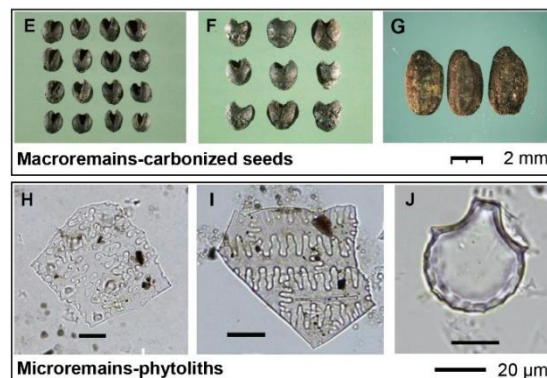 E F G
Macroremains-carbonized seeds 2 mm
H I J
Microremains-phytoliths 20 μm